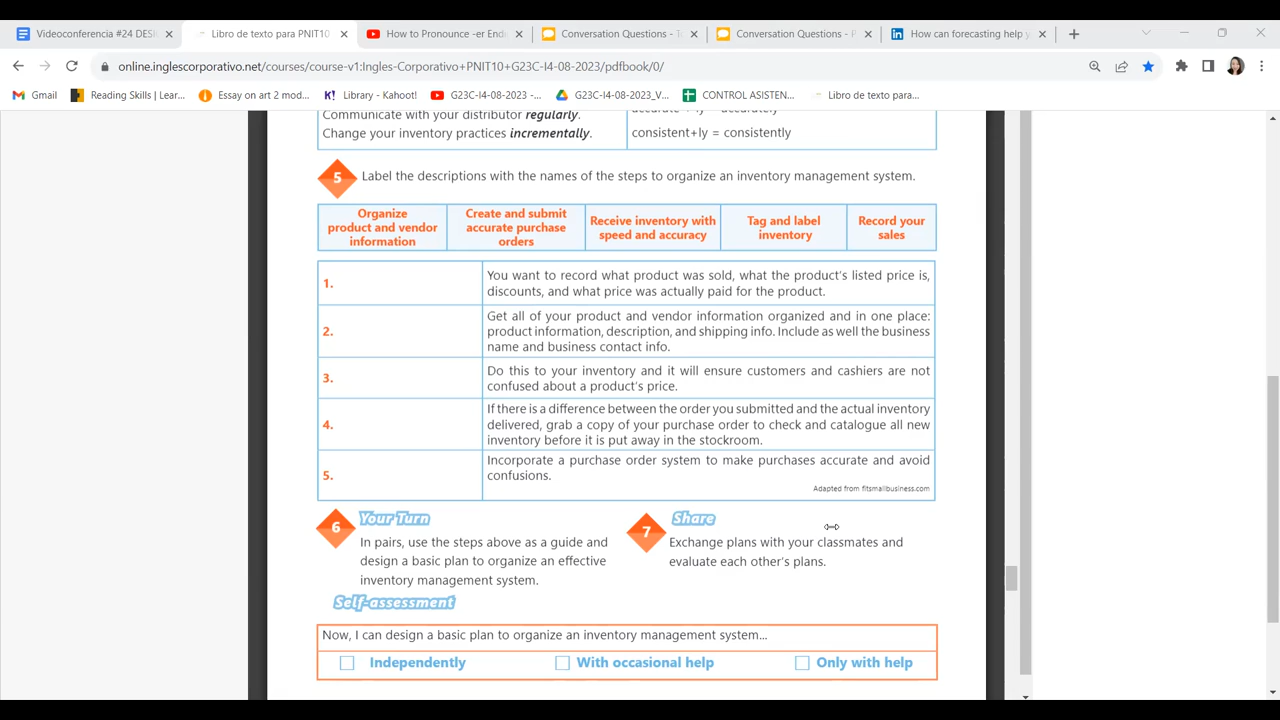 Videoconferencia #24 DESI
Libro de texto para PNIT10
How to Pronounce -er Endi
Conversation Questions - T
Conversation Questions - P
How can forecasting help y
online.inglescorporativo.net/courses/course-v1:Ingles-Corporativo+PNIT10+G23C-I4-08-2023/pdfbook/0/
Gmail
Reading Skills | Lear...
Essay on art 2 mod...
Library - Kahoot!
G23C-I4-08-2023 -...
G23C-I4-08-2023_V...
CONTROL ASISTEN...
Libro de texto para...
Communicate with your distributor regularly.
Change your inventory practices incrementally.
consistent+ly = consistently
5 Label the descriptions with the names of the steps to organize an inventory management system.
Organize
product and vendor
information
Create and submit
accurate purchase
orders
Receive inventory with
speed and accuracy
Tag and label
inventory
Record your
sales
1.
You want to record what product was sold, what the product's listed price is,
discounts, and what price was actually paid for the product.
2.
Get all of your product and vendor information organized and in one place:
product information, description, and shipping info. Include as well the business
name and business contact info.
3.
Do this to your inventory and it will ensure customers and cashiers are not
confused about a product's price.
4.
If there is a difference between the order you submitted and the actual inventory
delivered, grab a copy of your purchase order to check and catalogue all new
inventory before it is put away in the stockroom.
5.
Incorporate a purchase order system to make purchases accurate and avoid
confusions.
Adapted from fitsmallbusiness.com
6 Your Turn
In pairs, use the steps above as a guide and
design a basic plan to organize an effective
inventory management system.
7 Share
Exchange plans with your classmates and
evaluate each other's plans.
Self-assessment
Now, I can design a basic plan to organize an inventory management system...
Independently
With occasional help
Only with help